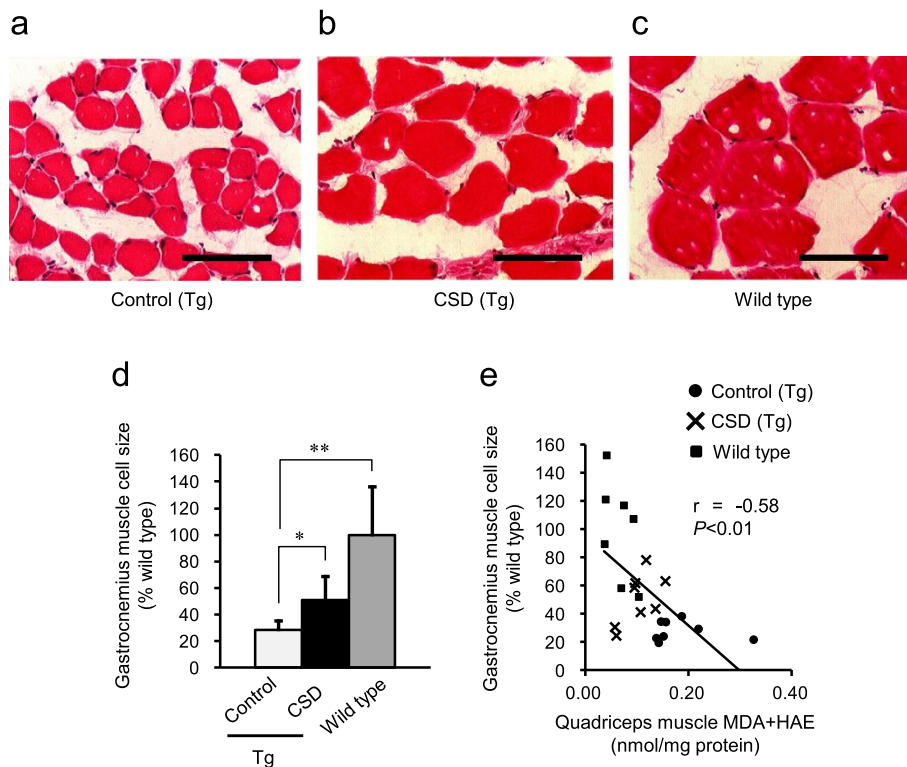 a
b
c
Control (Tg)
CSD (Tg)
Wild type
d
Gastrocnemius muscle cell size
(% wild type)
160
140
120
100
80
60
40
20
0
*
**
Control
CSD
Wild type
Tg
e
Control (Tg)
CSD (Tg)
Wild type
Gastrocnemius muscle cell size
(% wild type)
160
140
120
100
80
60
40
20
0
r = -0.58
P<0.01
0.00
0.20
0.40
Quadriceps muscle MDA+HAE
(nmol/mg protein)